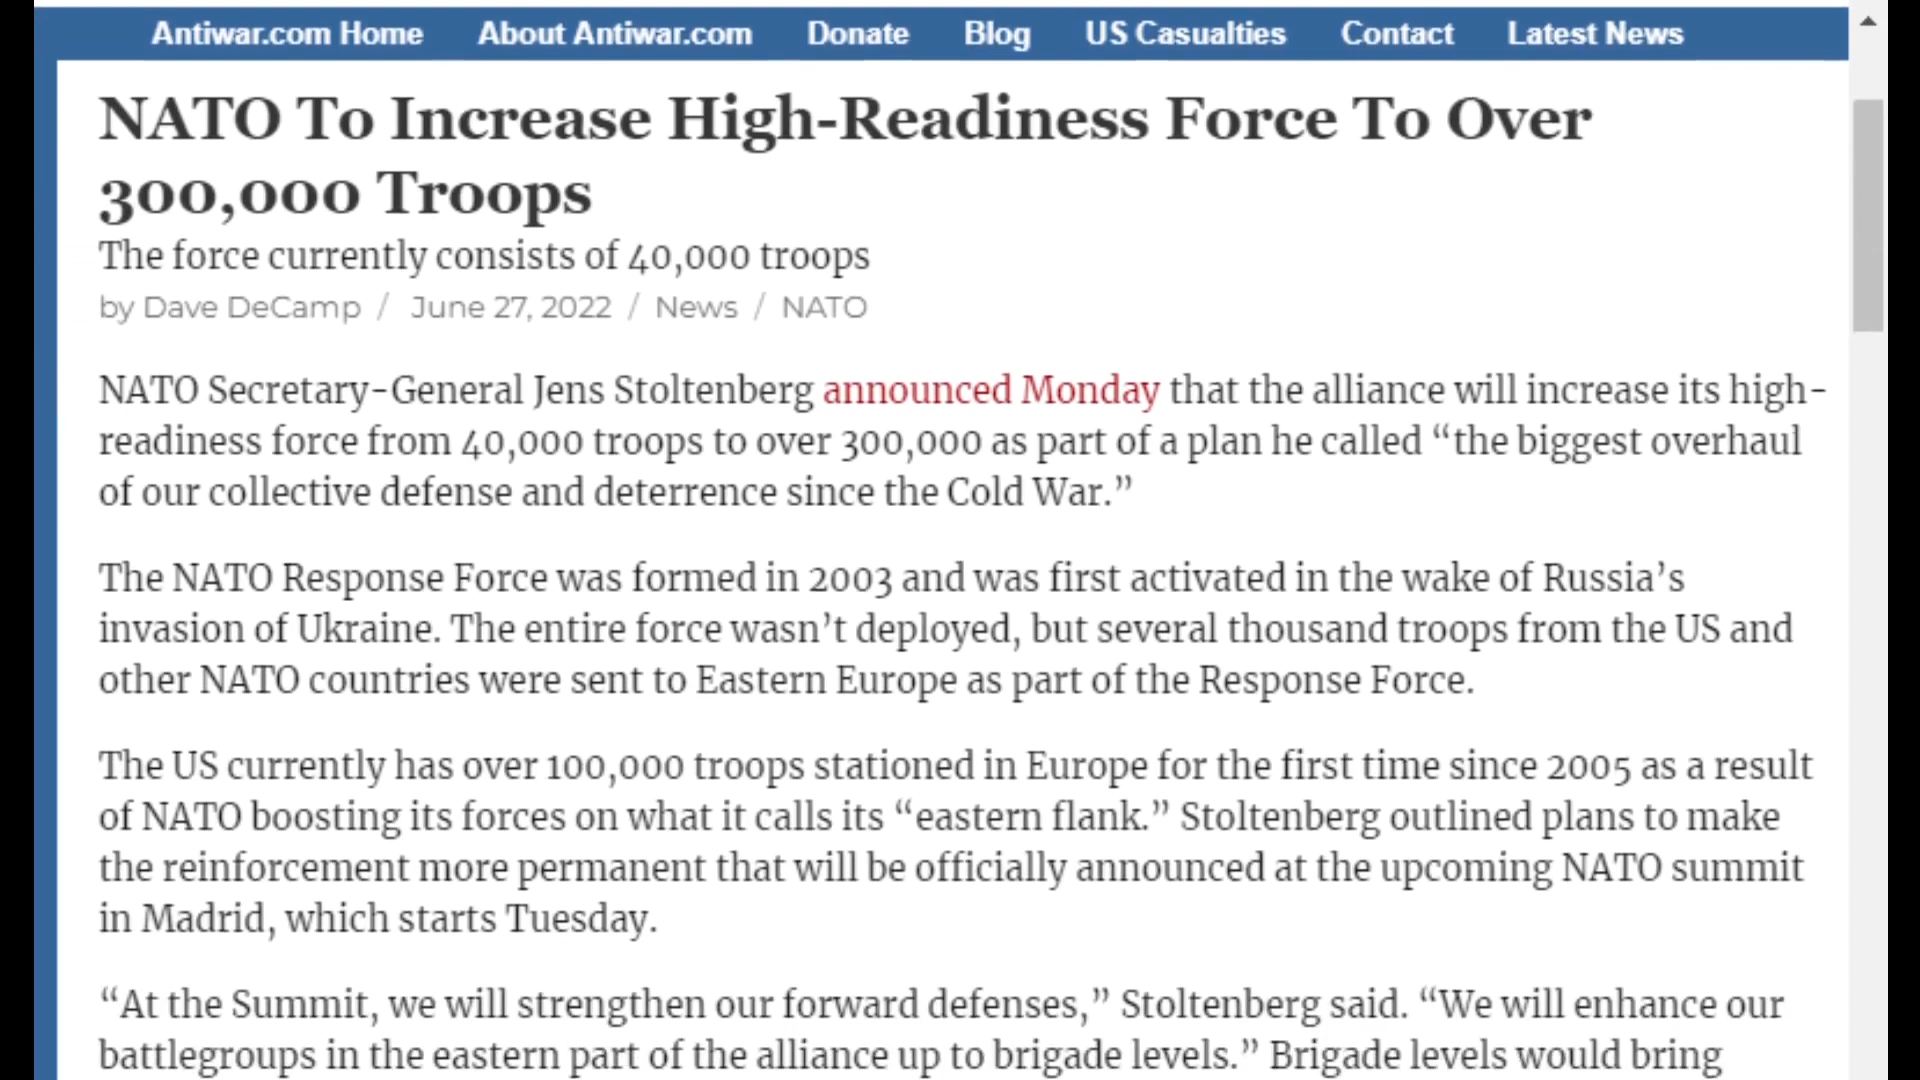 Antiwar.com Home About Antiwar.com Donate Blog US Casualties Contact Latest News
NATO To Increase High-Readiness Force To Over
300,000 Troops
The force currently consists of 40,000 troops
by Dave DeCamp / June 27, 2022 / News / NATO
NATO Secretary-General Jens Stoltenberg announced Monday that the alliance will increase its high-
readiness force from 40,000 troops to over 300,000 as part of a plan he called “the biggest overhaul
of our collective defense and deterrence since the Cold War.”
The NATO Response Force was formed in 2003 and was first activated in the wake of Russia’s
invasion of Ukraine. The entire force wasn’t deployed, but several thousand troops from the US and
other NATO countries were sent to Eastern Europe as part of the Response Force.
The US currently has over 100,000 troops stationed in Europe for the first time since 2005 as a result
of NATO boosting its forces on what it calls its “eastern flank.” Stoltenberg outlined plans to make
the reinforcement more permanent that will be officially announced at the upcoming NATO summit
in Madrid, which starts Tuesday.
“At the Summit, we will strengthen our forward defenses,” Stoltenberg said. “We will enhance our
battlegroups in the eastern part of the alliance up to brigade levels.” Brigade levels would bring